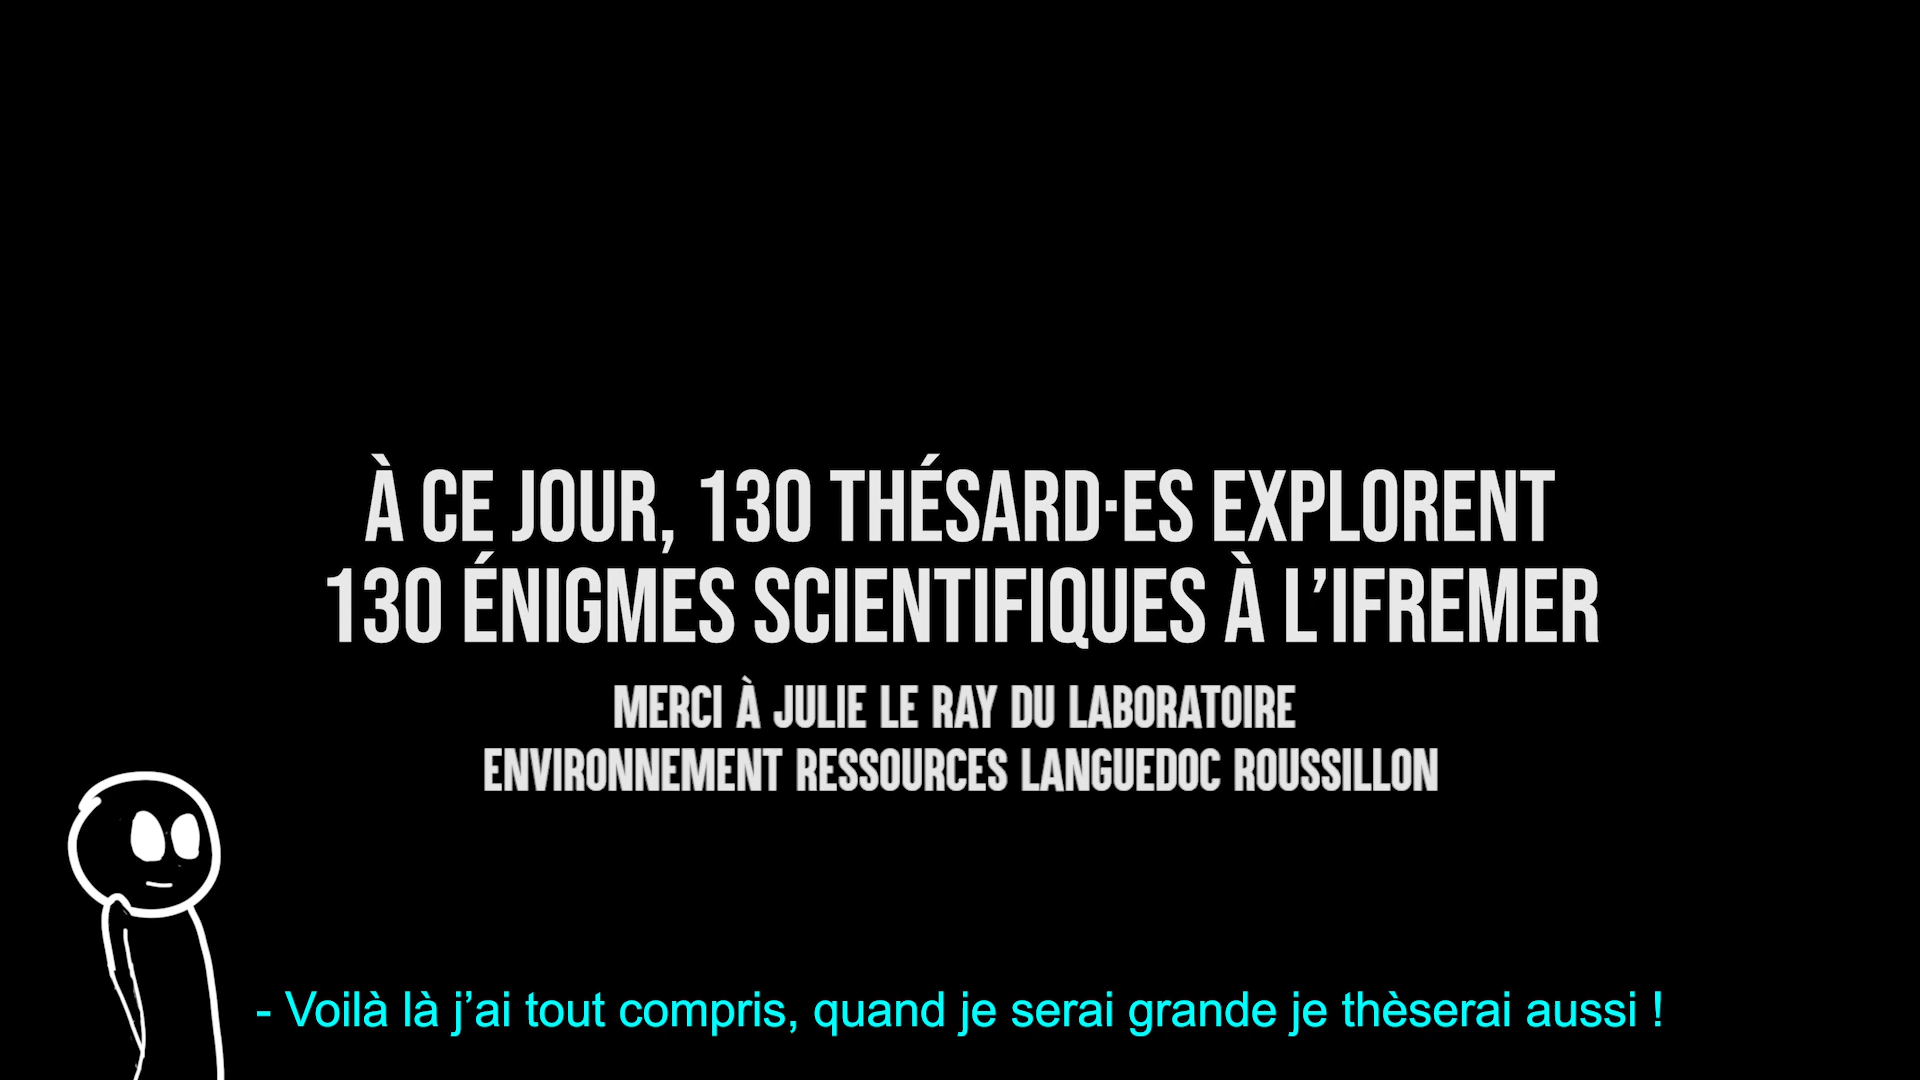 À CE JOUR, 130 THÉSARD·ES EXPLORENT
130 ÉNIGMES SCIENTIFIQUES À L’IFREMER
MERCI À JULIE LE RAY DU LABORATOIRE
ENVIRONNEMENT RESSOURCES LANGUEDOC ROUSSILLON
- Voilà là j’ai tout compris, quand je serai grande je thèserai aussi !